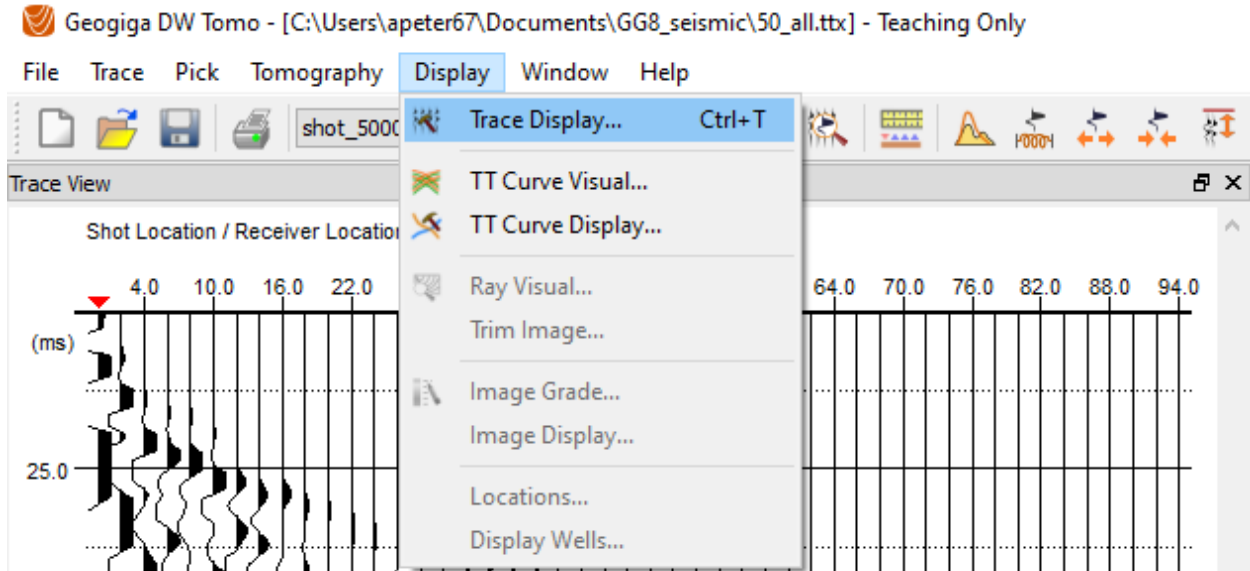 Geogiga DW Tomo - [C:\Users\apeter67\Documents\GG8_seismic\50_all.ttx] - Teaching Only
File Trace Pick Tomography Display Window Help
shot_5000
Trace Display... Ctrl+T
Trace View
TT Curve Visual...
Shot Location / Receiver Location
TT Curve Display...
4.0 10.0 16.0 22.0 64.0 70.0 76.0 82.0 88.0 94.0
Ray Visual...
(ms)
Trim Image...
Image Grade...
Image Display...
25.0
Locations...
Display Wells...